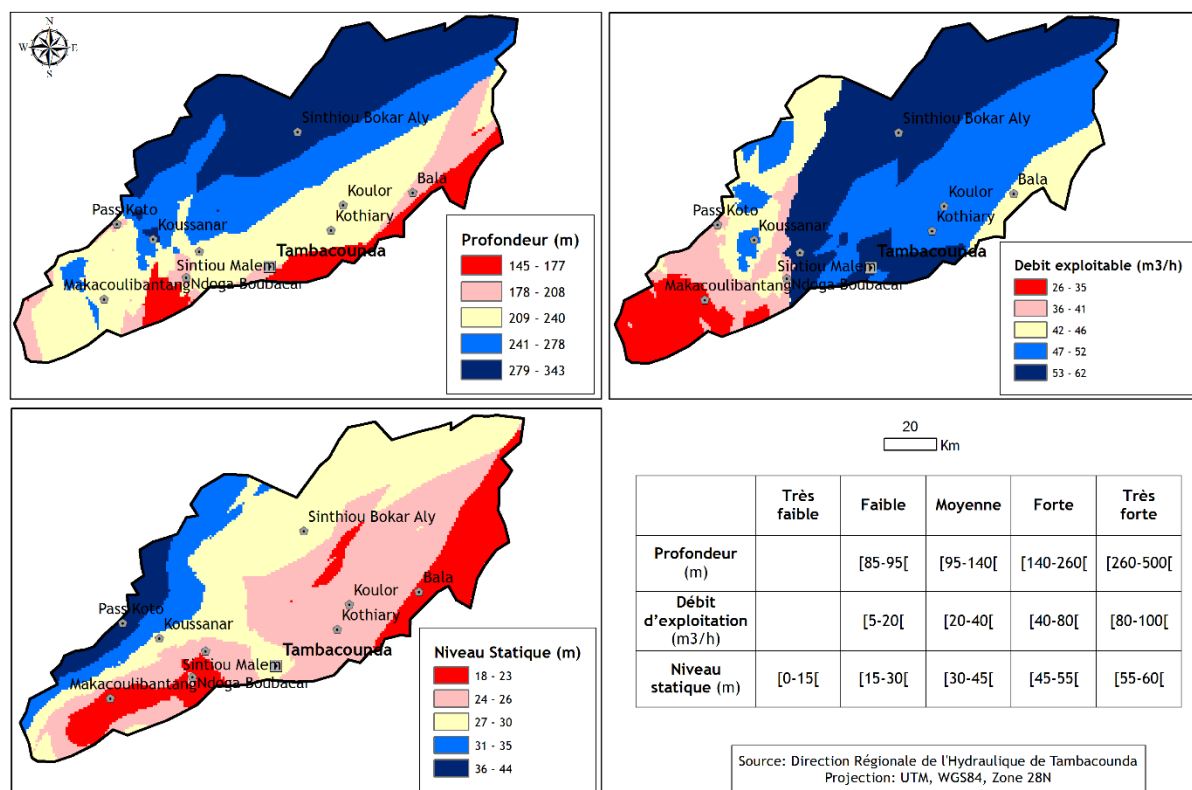 N
W E
S
Sinthiou Bokar Aly
Bala
Koulor
Pass Koto
Kothiary
Koussanar
Tambacounda
Sintiou Malem
Makacoulibantang
Ndoga Boubacar
Profondeur (m)
145 - 177
178 - 208
209 - 240
241 - 278
279 - 343
Sinthiou Bokar Aly
Bala
Koulor
Pass Koto
Kothiary
Koussanar
Tambacounda
Sintiou Malem
Makacoulibantang
Ndoga Boubacar
Debit exploitable (m3/h)
26 - 35
36 - 41
42 - 46
47 - 52
53 - 62
Sinthiou Bokar Aly
Bala
Koulor
Pass Koto
Kothiary
Koussanar
Tambacounda
Sintiou Malem
Makacoulibantang
Ndoga Boubacar
Niveau Statique (m)
18 - 23
24 - 26
27 - 30
31 - 35
36 - 44
20
Km
Très faible Faible Moyenne Forte Très forte
Profondeur (m) [85-95[ [95-140[ [140-260[ [260-500[
Débit d'exploitation (m3/h) [5-20[ [20-40[ [40-80[ [80-100[
Niveau statique (m) [0-15[ [15-30[ [30-45[ [45-55[ [55-60[
Source: Direction Régionale de l'Hydraulique de Tambacounda
Projection: UTM, WGS84, Zone 28N